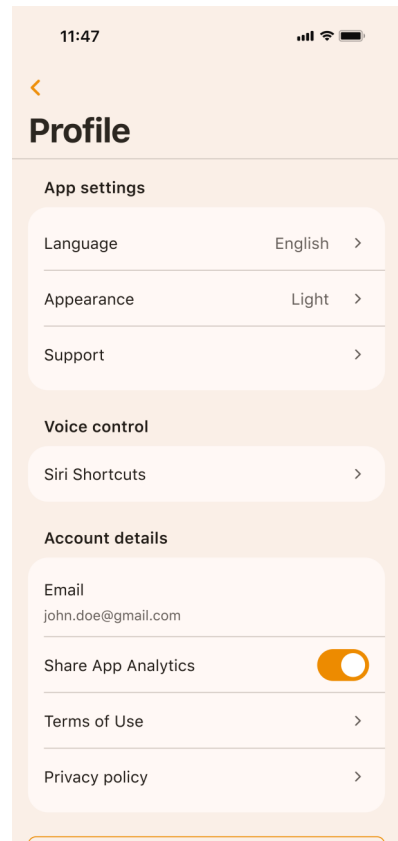 11:47
Profile
App settings
Language English
Appearance Light
Support
Voice control
Siri Shortcuts
Account details
Email
john.doe@gmail.com
Share App Analytics
Terms of Use
Privacy policy